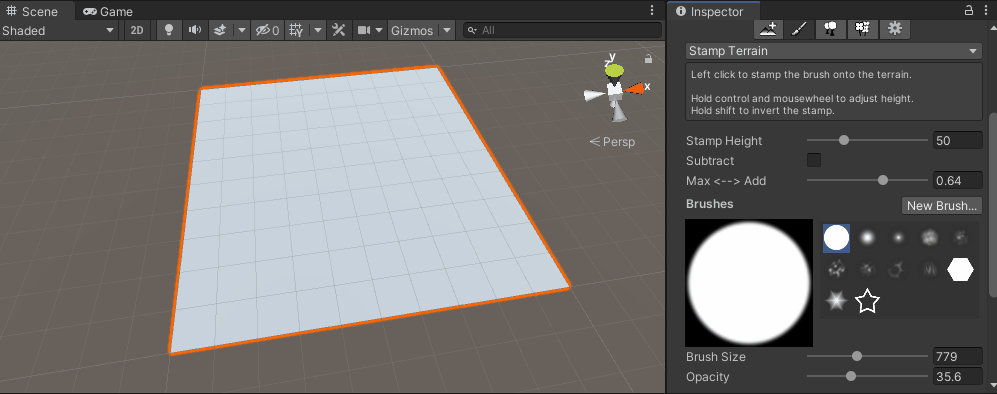 Scene
Game
Inspector
Shaded
2D
0
Gizmos
All
y
z
x
Persp
Stamp Terrain
Left click to stamp the brush onto the terrain.
Hold control and mousewheel to adjust height.
Hold shift to invert the stamp.
Stamp Height
50
Subtract
Max <--> Add
0.64
Brushes
New Brush...
Brush Size
779
Opacity
35.6